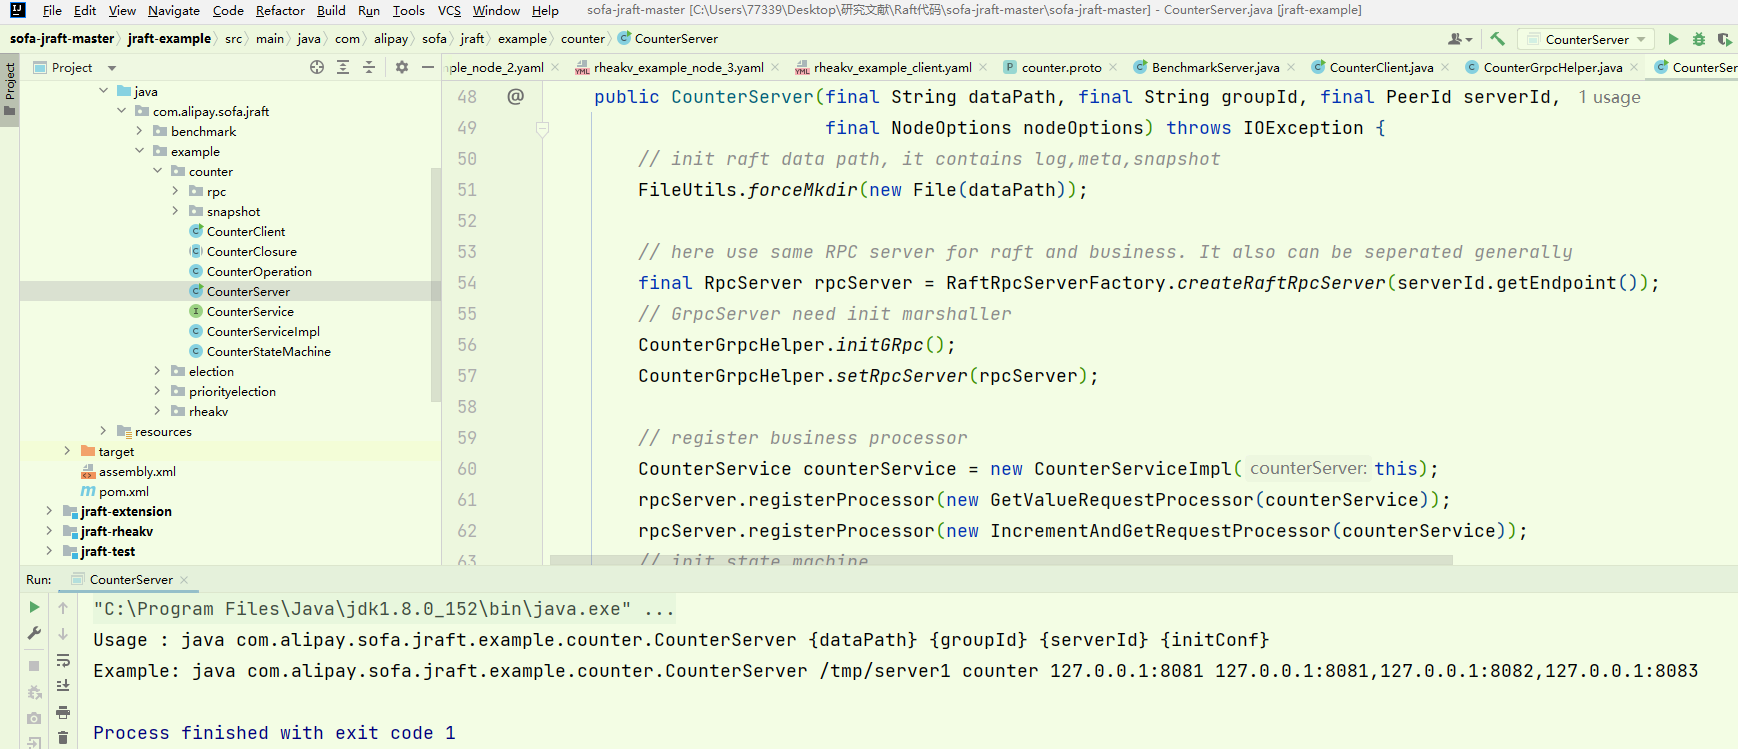 File Edit View Navigate Code Refactor Build Run Tools VCS Window Help sofa-jraft-master [C:\Users\77339\Desktop\研究文献\Raft代码\sofa-jraft-master\sofa-jraft-master] - CounterServer.java [jraft-example]
sofa-jraft-master jraft-example src main java com alipay sofa jraft example counter CounterServer
CounterServer
Project
Project
mple_node_2.yaml rheakv_example_node_3.yaml rheakv_example_client.yaml counter.proto BenchmarkServer.java CounterClient.java CounterGrpcHelper.java CounterSer
java
com.alipay.sofa.jraft
benchmark
example
counter
rpc
snapshot
CounterClient
CounterClosure
CounterOperation
CounterServer
CounterService
CounterServiceImpl
CounterStateMachine
election
priorityelection
rheakv
resources
target
assembly.xml
pom.xml
jraft-extension
jraft-rheakv
jraft-test
48 @ public CounterServer(final String dataPath, final String groupId, final PeerId serverId, 1 usage
49 final NodeOptions nodeOptions) throws IOException {
50 // init raft data path, it contains log,meta,snapshot
51 FileUtils.forceMkdir(new File(dataPath));
52
53 // here use same RPC server for raft and business. It also can be seperated generally
54 final RpcServer rpcServer = RaftRpcServerFactory.createRaftRpcServer(serverId.getEndpoint());
55 // GrpcServer need init marshaller
56 CounterGrpcHelper.initGRpc();
57 CounterGrpcHelper.setRpcServer(rpcServer);
58
59 // register business processor
60 CounterService counterService = new CounterServiceImpl( counterServer: this);
61 rpcServer.registerProcessor(new GetValueRequestProcessor(counterService));
62 rpcServer.registerProcessor(new IncrementAndGetRequestProcessor(counterService));
63 // init state machine
Run: CounterServer
"C:\Program Files\Java\jdk1.8.0_152\bin\java.exe" ...
Usage : java com.alipay.sofa.jraft.example.counter.CounterServer {dataPath} {groupId} {serverId} {initConf}
Example: java com.alipay.sofa.jraft.example.counter.CounterServer /tmp/server1 counter 127.0.0.1:8081 127.0.0.1:8081,127.0.0.1:8082,127.0.0.1:8083
Process finished with exit code 1